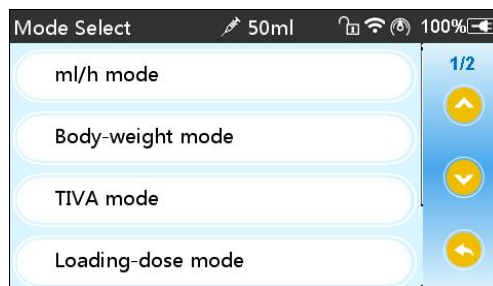 Mode Select 50ml 100%
1/2
ml/h mode
Body-weight mode
TIVA mode
Loading-dose mode